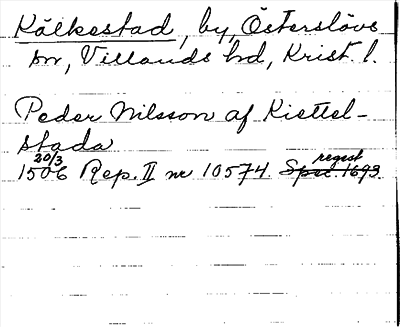 Kälkestad, by, Österslövs
sn, Villands hd, Krist. l.
Peder Nilsson af Kiettel-
stada
20/3 regest
1506 Rep. II nr 10574. Spec. 1693.